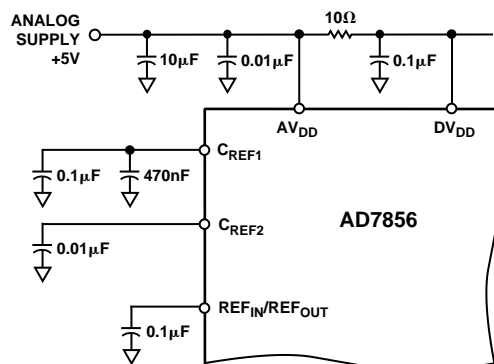 ANALOG
SUPPLY
+5V
10Ω
10µF
0.01µF
0.1µF
AVDD
DVDD
CREF1
0.1µF
470nF
CREF2
AD7856
0.01µF
REFIN/REFOUT
0.1µF